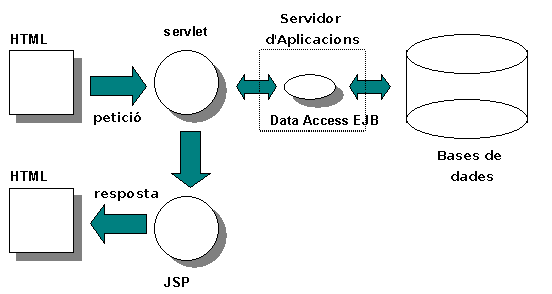 HTML
servlet
Servidor
d'Aplicacions
petició
Data Access EJB
Bases de
dades
HTML
resposta
JSP